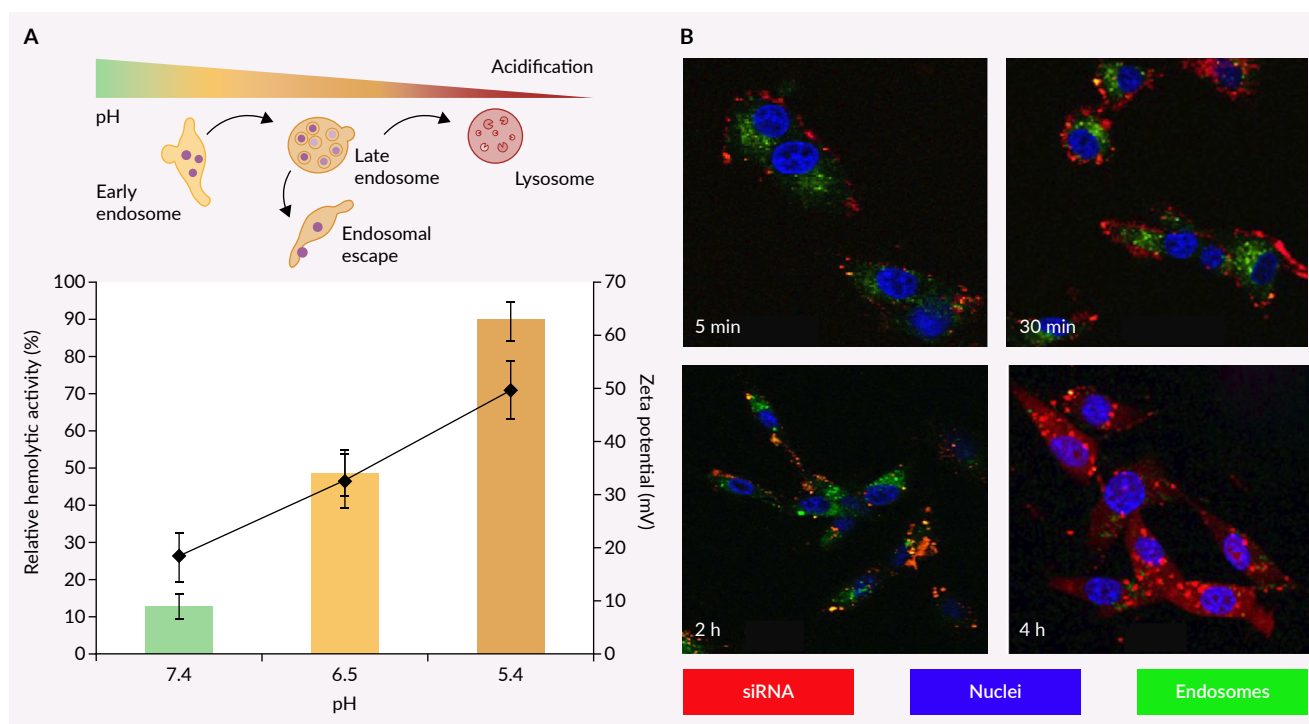 A
Acidification
pH
Early
endosome
Late
endosome
Lysosome
Endosomal
escape
Relative hemolytic activity (%)
100
90
80
70
60
50
40
30
20
10
0
70
60
50
40
30
20
10
0
Zeta potential (mV)
7.4
6.5
5.4
pH
B
5 min
30 min
2 h
4 h
siRNA
Nuclei
Endosomes